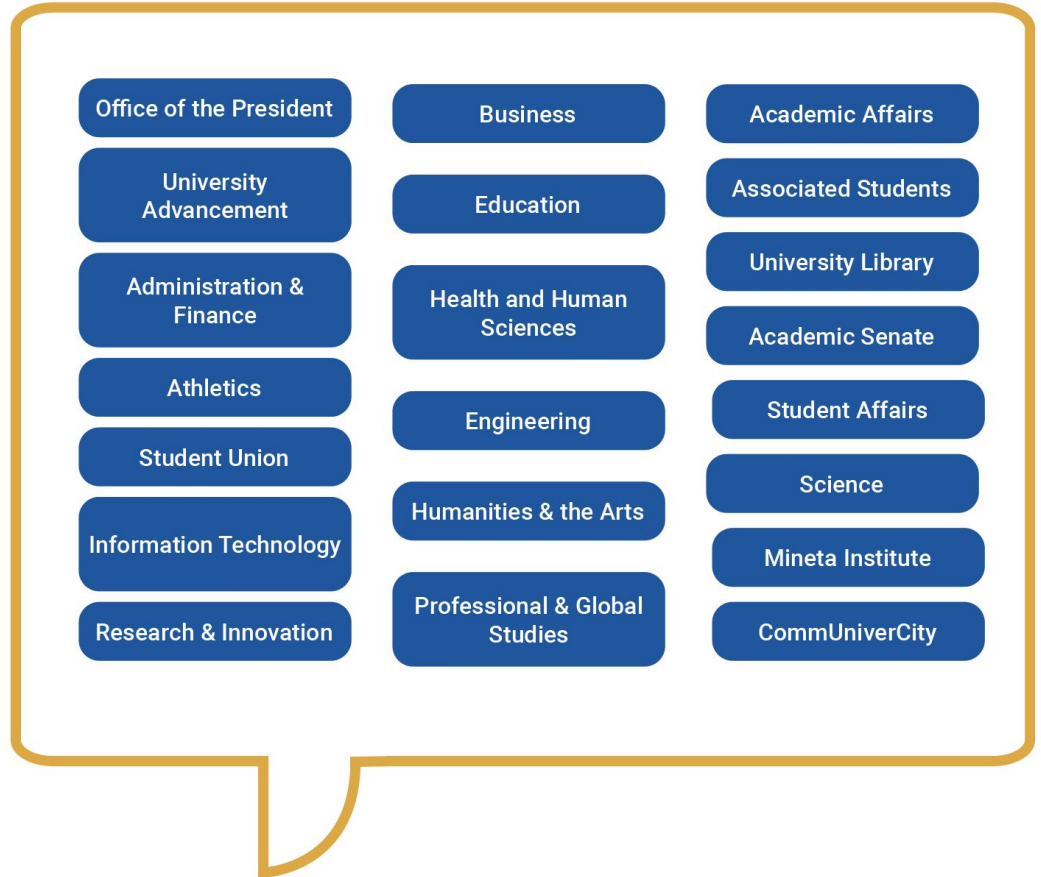 Office of the President
University
Advancement
Administration &
Finance
Athletics
Student Union
Information Technology
Research & Innovation
Business
Education
Health and Human
Sciences
Engineering
Humanities & the Arts
Professional & Global
Studies
Academic Affairs
Associated Students
University Library
Academic Senate
Student Affairs
Science
Mineta Institute
CommUniverCity